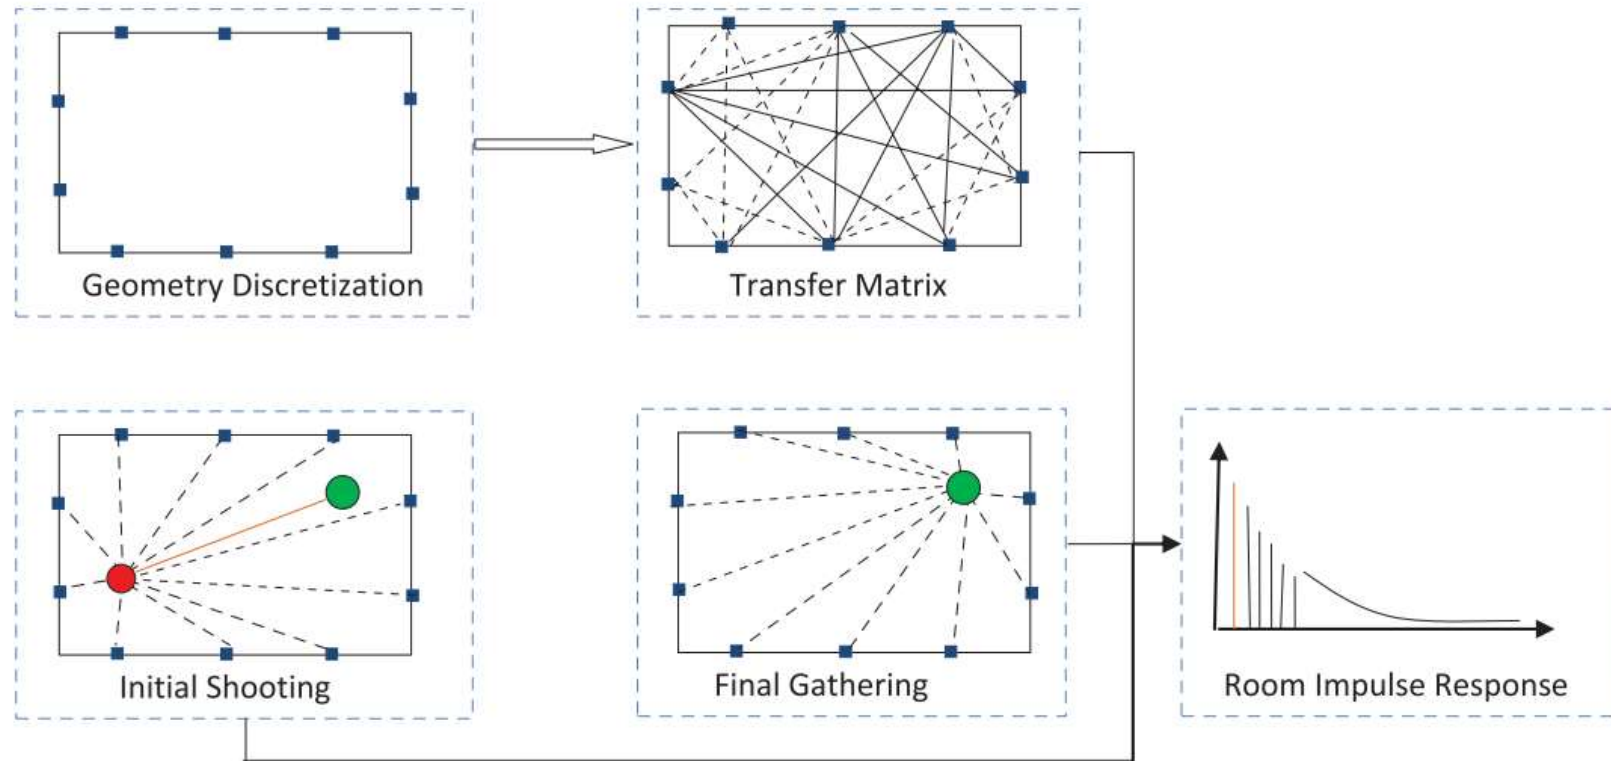 Geometry Discretization
Transfer Matrix
Initial Shooting
Final Gathering
Room Impulse Response